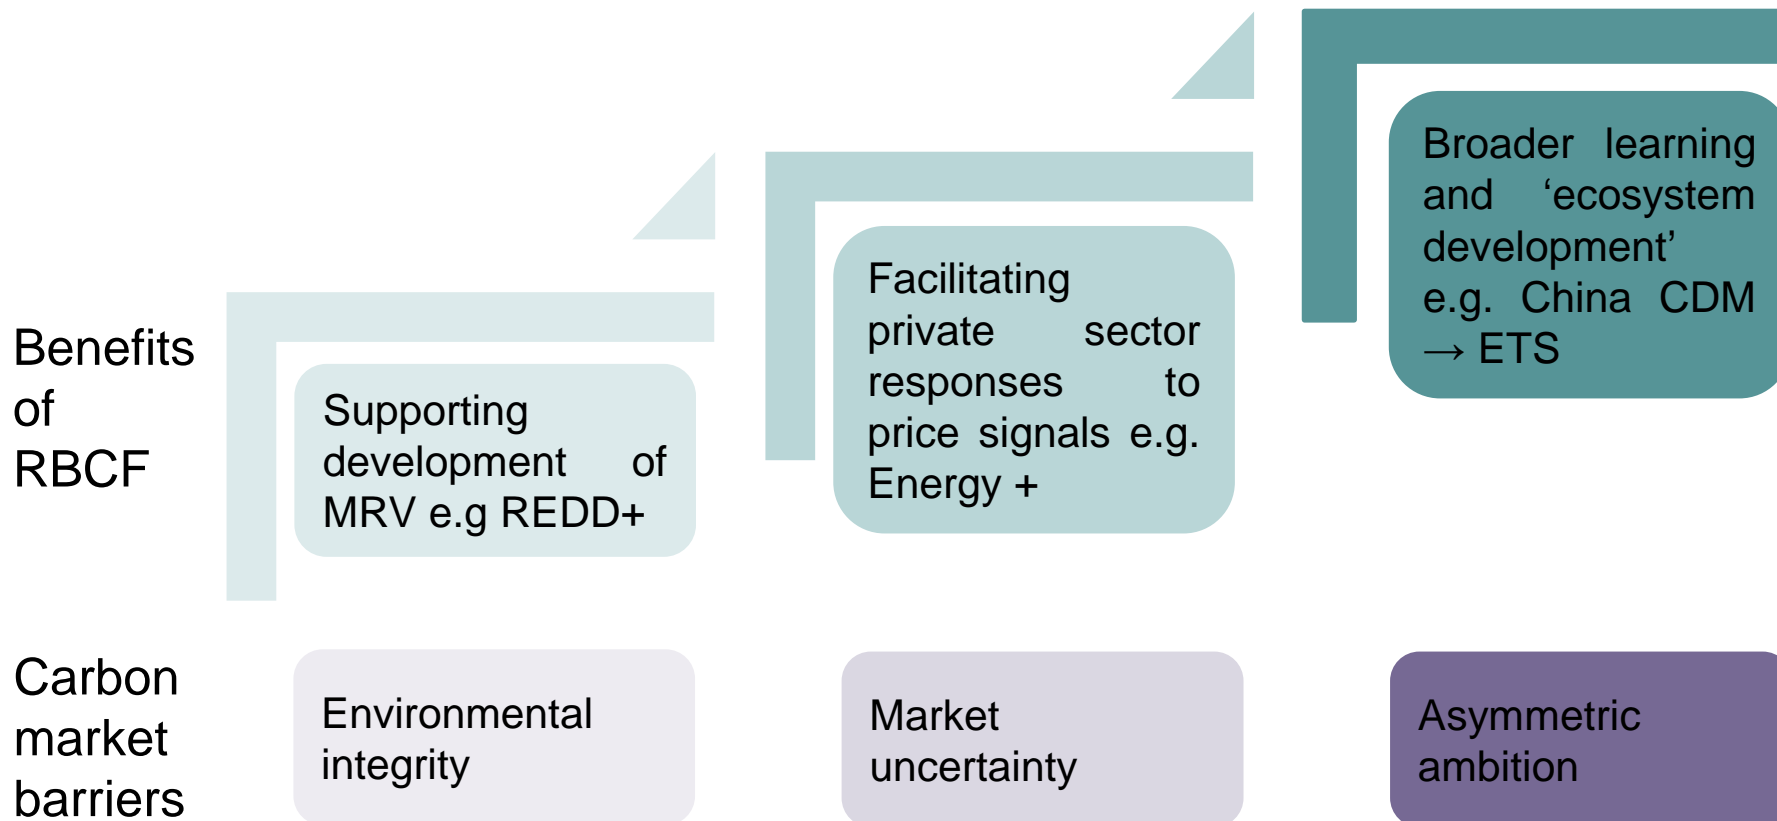 Benefits
of
RBCF
Supporting
development of
MRV e.g REDD+
Facilitating
private sector
responses to
price signals e.g.
Energy +
Broader learning
and ‘ecosystem
development’
e.g. China CDM
→ ETS
Carbon
market
barriers
Environmental
integrity
Market
uncertainty
Asymmetric
ambition